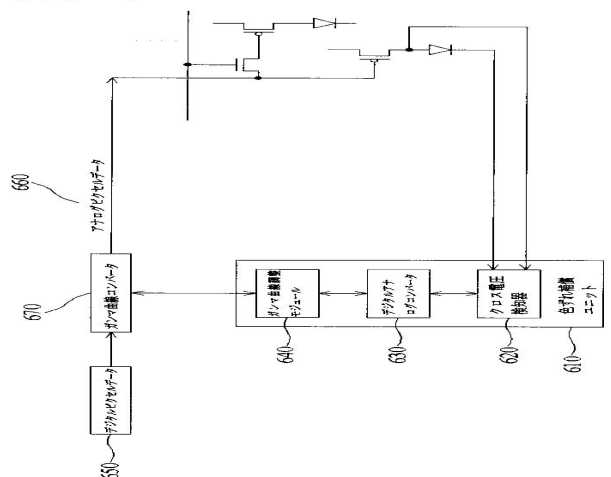 660
アナログピクセルデータ
670
ガンマ曲線コンバータ
650
デジタルピクセルデータ
ガンマ曲線調整
モジュール
640
デジタルアナ
ログコンバータ
630
クロス電圧
検知器
620
色ずれ補償
ユニット
610